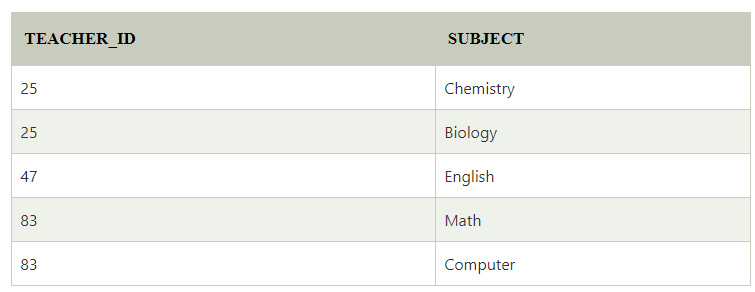 TEACHER_ID SUBJECT
25 Chemistry
25 Biology
47 English
83 Math
83 Computer